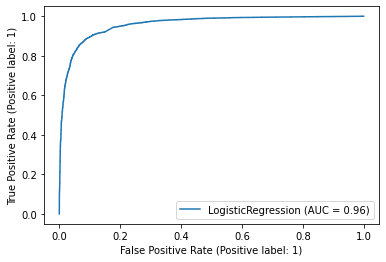 1.0
0.8
0.6
0.4
0.2
0.0
True Positive Rate (Positive label: 1)
LogisticRegression (AUC = 0.96)
0.0 0.2 0.4 0.6 0.8 1.0
False Positive Rate (Positive label: 1)